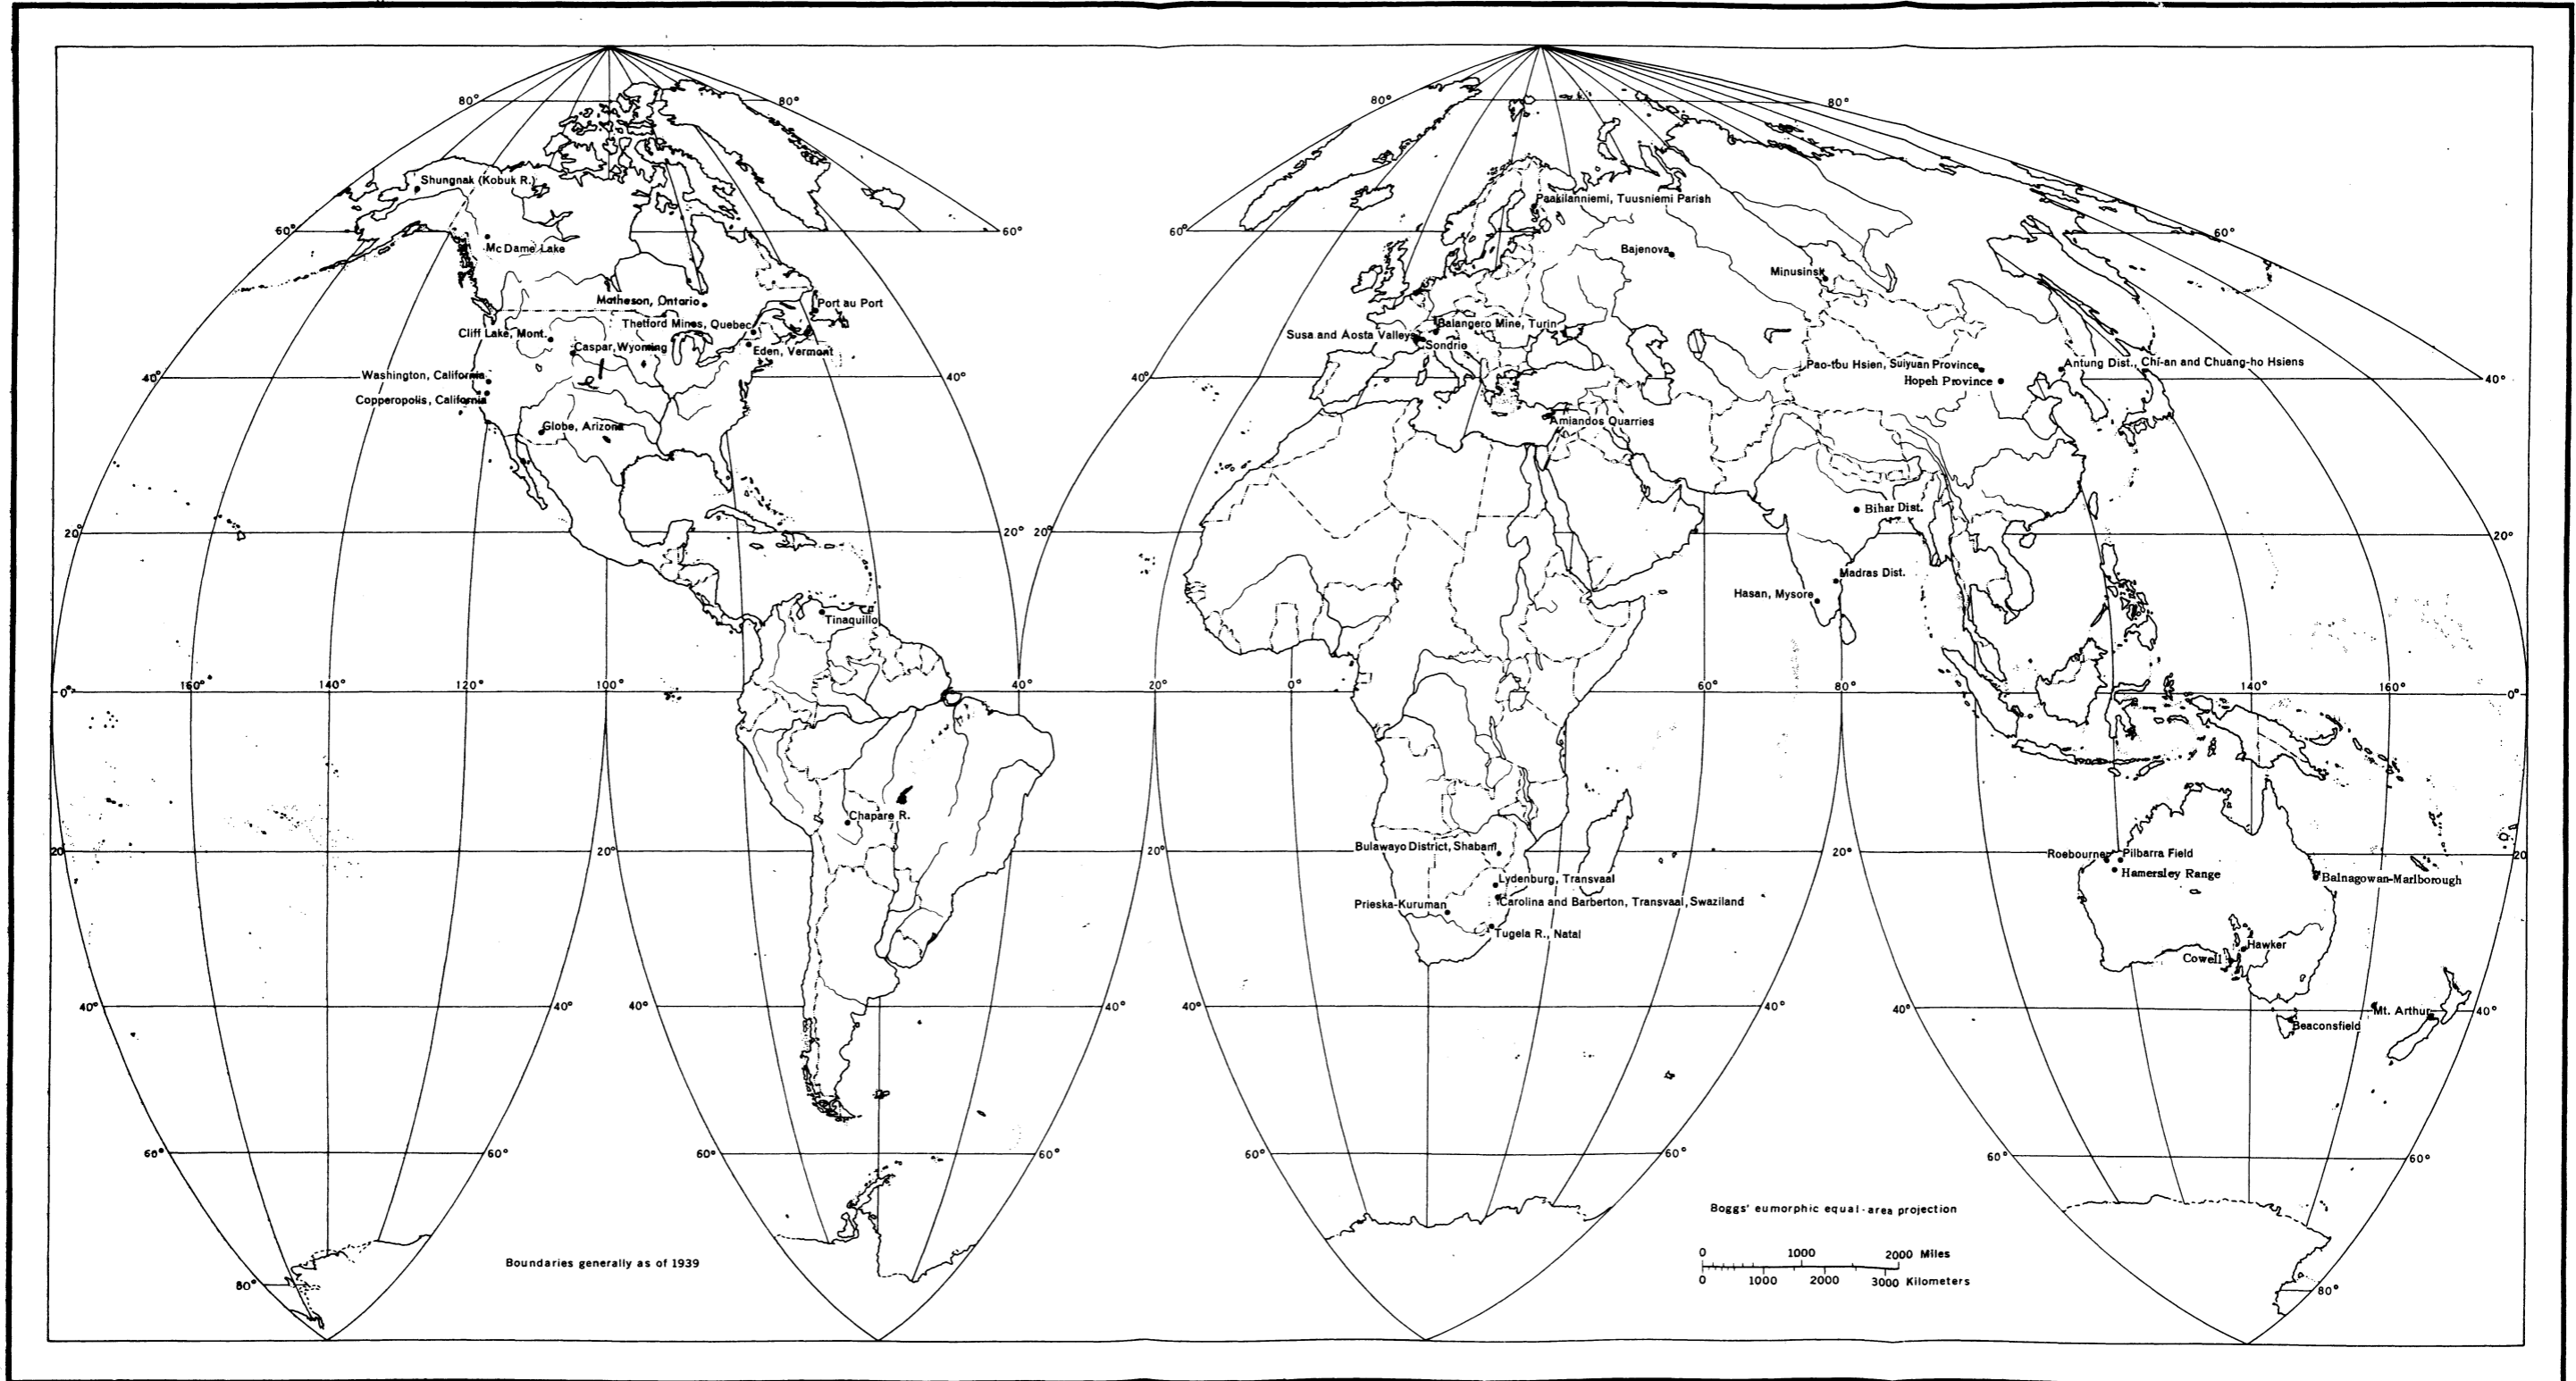 80° 80° 80° 80°
Shungnak (Kobuk R.)
Paakilanniemi, Tuusniemi Parish
60° 60° 60° 60°
Mc Dame Lake
Bajenova
Minusinsk
Matheson, Ontario
Port au Port
Thetford Mines, Quebec
Balangero Mine, Turin
Cliff Lake, Mont.
Susa and Aosta Valleys
Caspar, Wyoming
Eden, Vermont
Sondrio
Pao-tou Hsien, Suiyuan Province
Antung Dist., Chi-an and Chuang-ho Hsiens
Washington, California
Hopeh Province
40° 40° 40° 40°
Copperopolis, California
Globe, Arizona
Amiandos Quarries
Bihar Dist.
20° 20° 20° 20°
Madras Dist.
Hasan, Mysore
Tinaquillo
0° 160° 140° 120° 100° 40° 20° 0° 60° 80° 140° 160° 0°
Chapare R.
Bulawayo District, Shabani
20 20° 20° 20° 20
Roebourne
Pilbarra Field
Hamersley Range
Balnagowan-Marlborough
Lydenburg, Transvaal
Carolina and Barberton, Transvaal, Swaziland
Prieska-Kuruman
Tugela R., Natal
Hawker
Cowell
40° 40° 40° 40° 40° 40° 40° 40°
Mt. Arthur
Beaconsfield
60° 60° 60° 60° 60° 60° 60° 60°
Boggs' eumorphic equal-area projection
0 1000 2000 Miles
0 1000 2000 3000 Kilometers
Boundaries generally as of 1939
80° 80°